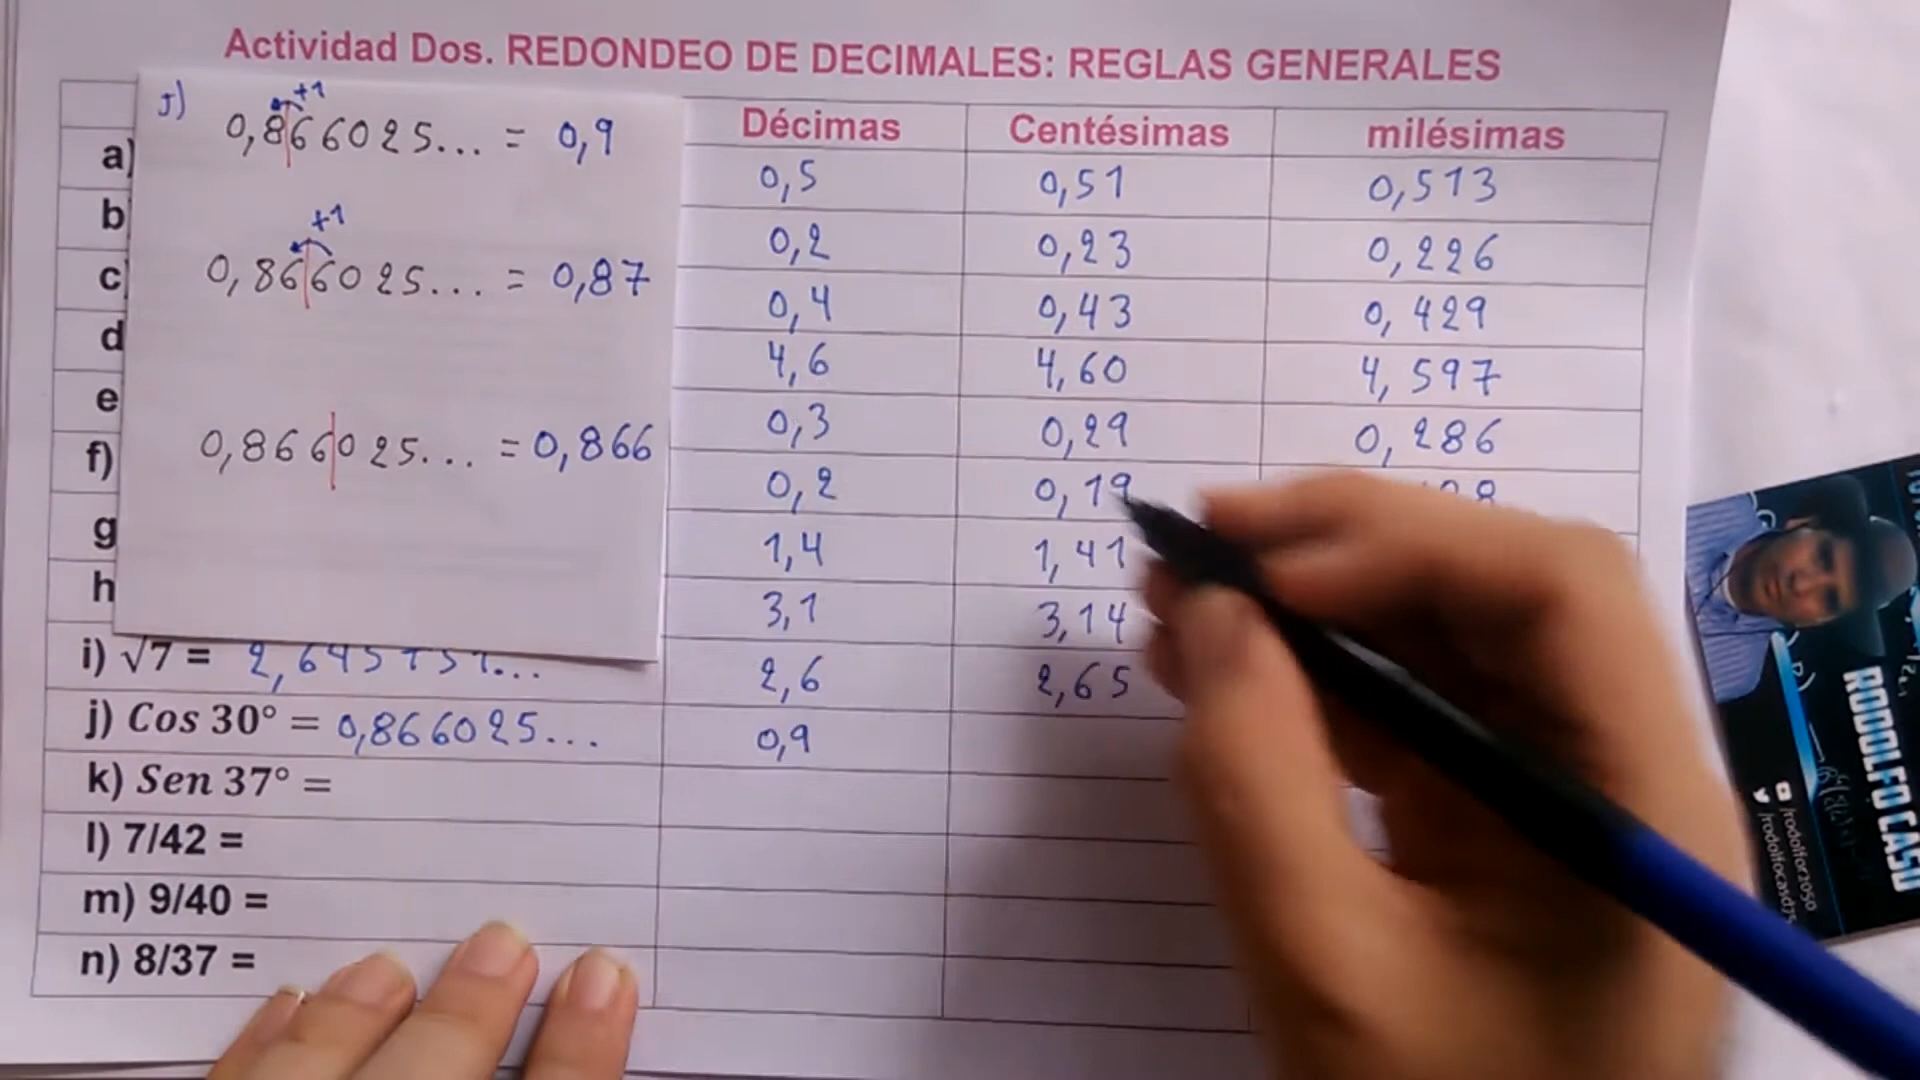 Actividad Dos. REDONDEO DE DECIMALES: REGLAS GENERALES
Décimas Centésimas milésimas
J)
+1
0,866025... = 0,9
+1
0,866025... = 0,87
0,866025... = 0,866
a) 0,5 0,51 0,513
b 0,2 0,23 0,226
c 0,4 0,43 0,429
d 4,6 4,60 4,597
e 0,3 0,29 0,286
f) 0,2 0,19
g 1,4 1,41
h 3,1 3,14
i) √7 = 2,645751... 2,6 2,65
j) Cos 30° = 0,866025... 0,9
k) Sen 37° =
l) 7/42 =
m) 9/40 =
n) 8/37 =
RODOLFO CASO